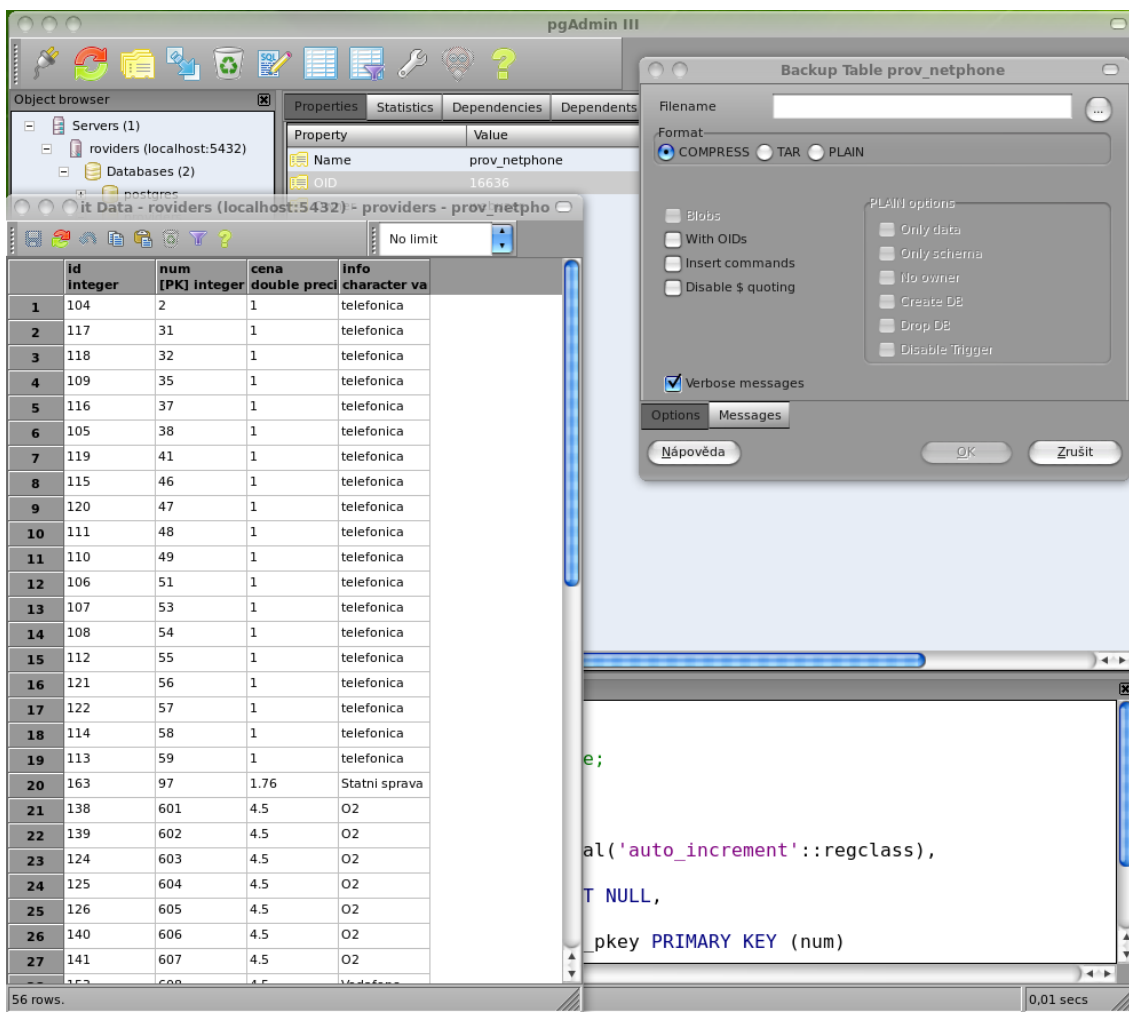 pgAdmin III
Object browser
Servers (1)
roviders (localhost:5432)
Databases (2)
postgres
Properties Statistics Dependencies Dependents
Property Value
Name prov_netphone
OID 16636
Backup Table prov_netphone
Filename ...
Format
COMPRESS TAR PLAIN
Blobs
With OIDs
Insert commands
Disable $ quoting
PLAIN options
Only data
Only schema
No owner
Create DB
Drop DB
Disable Trigger
Verbose messages
Options Messages
Nápověda OK Zrušit
it Data - roviders (localhost:5432) - providers - prov_netpho
No limit
id num cena info
integer [PK] integer double preci character va
1 104 2 1 telefonica
2 117 31 1 telefonica
3 118 32 1 telefonica
4 109 35 1 telefonica
5 116 37 1 telefonica
6 105 38 1 telefonica
7 119 41 1 telefonica
8 115 46 1 telefonica
9 120 47 1 telefonica
10 111 48 1 telefonica
11 110 49 1 telefonica
12 106 51 1 telefonica
13 107 53 1 telefonica
14 108 54 1 telefonica
15 112 55 1 telefonica
16 121 56 1 telefonica
17 122 57 1 telefonica
18 114 58 1 telefonica
19 113 59 1 telefonica
20 163 97 1.76 Statni sprava
21 138 601 4.5 O2
22 139 602 4.5 O2
23 124 603 4.5 O2
24 125 604 4.5 O2
25 126 605 4.5 O2
26 140 606 4.5 O2
27 141 607 4.5 O2
56 rows.
e;
al('auto_increment'::regclass),
T NULL,
_pkey PRIMARY KEY (num)
0,01 secs